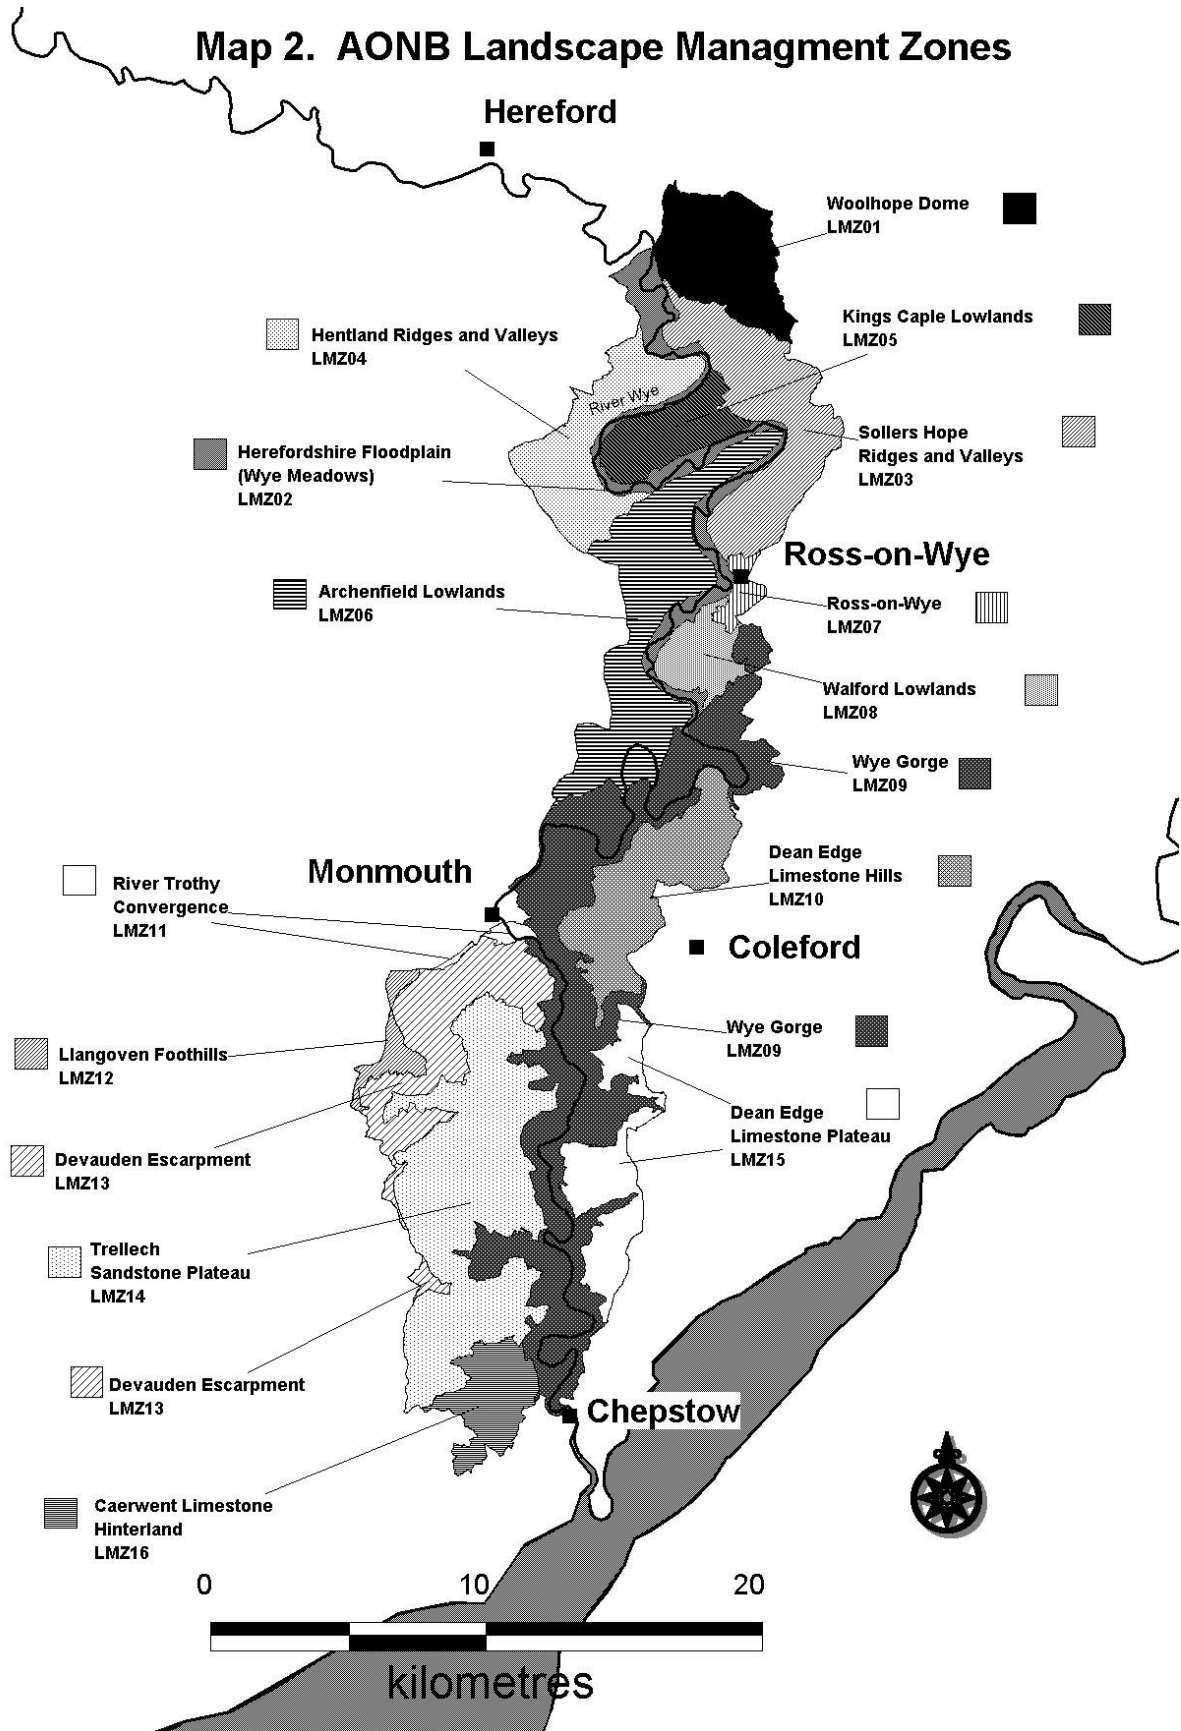 Map 2. AONB Landscape Managment Zones
Hereford
Woolhope Dome
LMZ01
Kings Caple Lowlands
LMZ05
Hentland Ridges and Valleys
LMZ04
River Wye
Sollers Hope
Ridges and Valleys
LMZ03
Herefordshire Floodplain
(Wye Meadows)
LMZ02
Ross-on-Wye
Archenfield Lowlands
LMZ06
Ross-on-Wye
LMZ07
Walford Lowlands
LMZ08
Wye Gorge
LMZ09
Monmouth
Dean Edge
Limestone Hills
LMZ10
River Trothy
Convergence
LMZ11
Coleford
Wye Gorge
LMZ09
Llangoven Foothills
LMZ12
Dean Edge
Limestone Plateau
LMZ15
Devauden Escarpment
LMZ13
Trellech
Sandstone Plateau
LMZ14
Devauden Escarpment
LMZ13
Chepstow
Caerwent Limestone
Hinterland
LMZ16
0 10 20
kilometres